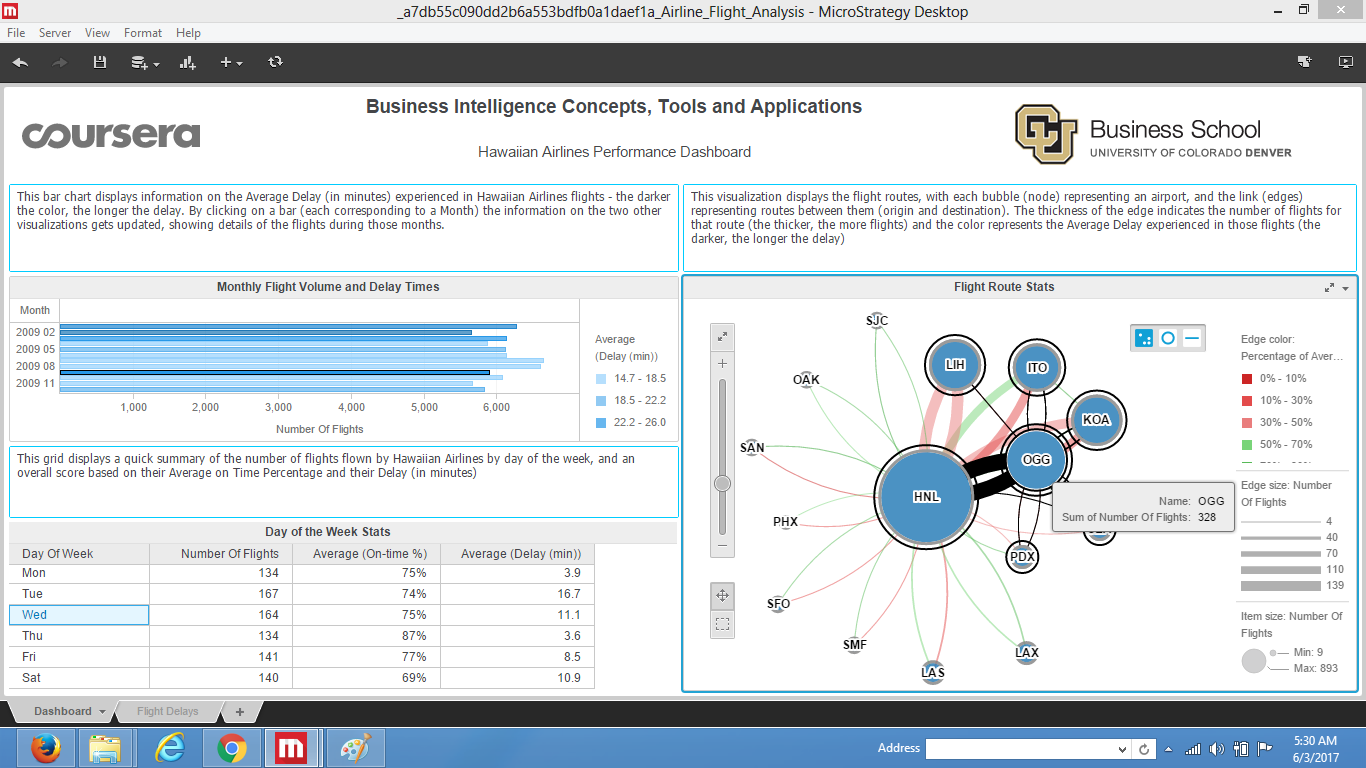 _a7db55c090dd2b6a553bdfb0a1daef1a_Airline_Flight_Analysis - MicroStrategy Desktop
File Server View Format Help
Business Intelligence Concepts, Tools and Applications
coursera
Hawaiian Airlines Performance Dashboard
CU
Business School
UNIVERSITY OF COLORADO DENVER
This bar chart displays information on the Average Delay (in minutes) experienced in Hawaiian Airlines flights - the darker
the color, the longer the delay. By clicking on a bar (each corresponding to a Month) the information on the two other
visualizations gets updated, showing details of the flights during those months.
This visualization displays the flight routes, with each bubble (node) representing an airport, and the link (edges)
representing routes between them (origin and destination). The thickness of the edge indicates the number of flights for
that route (the thicker, the more flights) and the color represents the Average Delay experienced in those flights (the
darker, the longer the delay)
Monthly Flight Volume and Delay Times
Month
2009 02
2009 05
2009 08
2009 11
1,000 2,000 3,000 4,000 5,000 6,000
Number Of Flights
Average
(Delay (min))
14.7 - 18.5
18.5 - 22.2
22.2 - 26.0
This grid displays a quick summary of the number of flights flown by Hawaiian Airlines by day of the week, and an
overall score based on their Average on Time Percentage and their Delay (in minutes)
Day of the Week Stats
Day Of Week Number Of Flights Average (On-time %) Average (Delay (min))
Mon 134 75% 3.9
Tue 167 74% 16.7
Wed 164 75% 11.1
Thu 134 87% 3.6
Fri 141 77% 8.5
Sat 140 69% 10.9
Flight Route Stats
SJC
LIH
ITO
OAK
KOA
SAN
OGG
HNL
PHX
PDX
SFO
SMF
LAX
LAS
Name: OGG
Sum of Number Of Flights: 328
Edge color:
Percentage of Aver...
0% - 10%
10% - 30%
30% - 50%
50% - 70%
Edge size: Number
Of Flights
4
40
70
110
139
Item size: Number Of
Flights
Min: 9
Max: 893
Dashboard
Flight Delays
Address
5:30 AM
6/3/2017